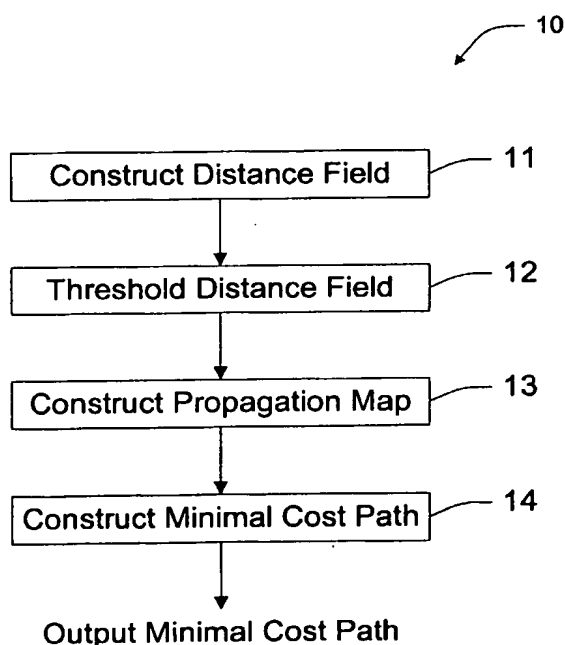 10
Construct Distance Field 11
Threshold Distance Field 12
Construct Propagation Map 13
Construct Minimal Cost Path 14
Output Minimal Cost Path